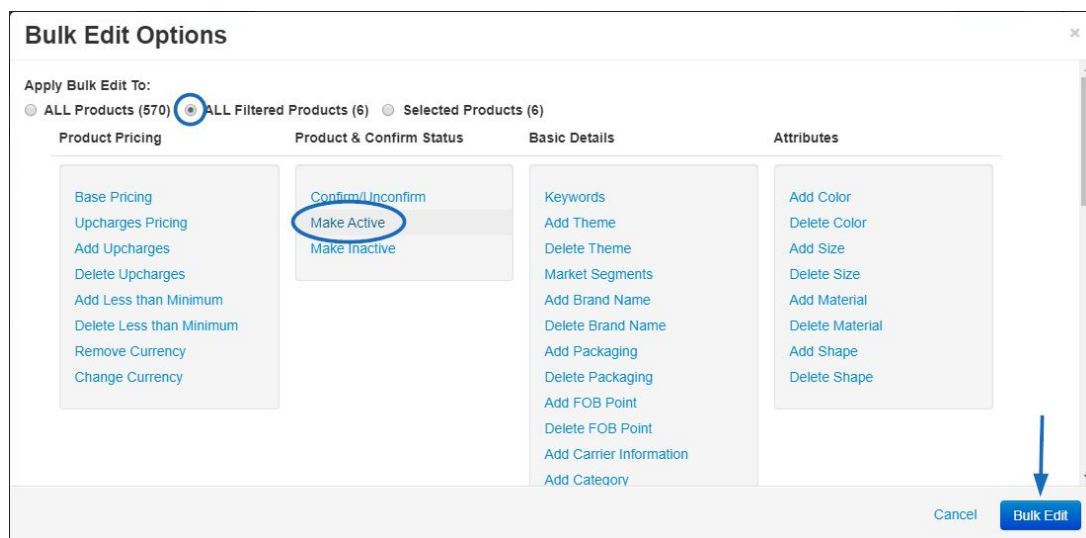 Bulk Edit Options
×
Apply Bulk Edit To:
ALL Products (570) ALL Filtered Products (6) Selected Products (6)
Product Pricing
Base Pricing
Upcharges Pricing
Add Upcharges
Delete Upcharges
Add Less than Minimum
Delete Less than Minimum
Remove Currency
Change Currency
Product & Confirm Status
Confirm/Unconfirm
Make Active
Make Inactive
Basic Details
Keywords
Add Theme
Delete Theme
Market Segments
Add Brand Name
Delete Brand Name
Add Packaging
Delete Packaging
Add FOB Point
Delete FOB Point
Add Carrier Information
Add Category
Attributes
Add Color
Delete Color
Add Size
Delete Size
Add Material
Delete Material
Add Shape
Delete Shape
Cancel
Bulk Edit